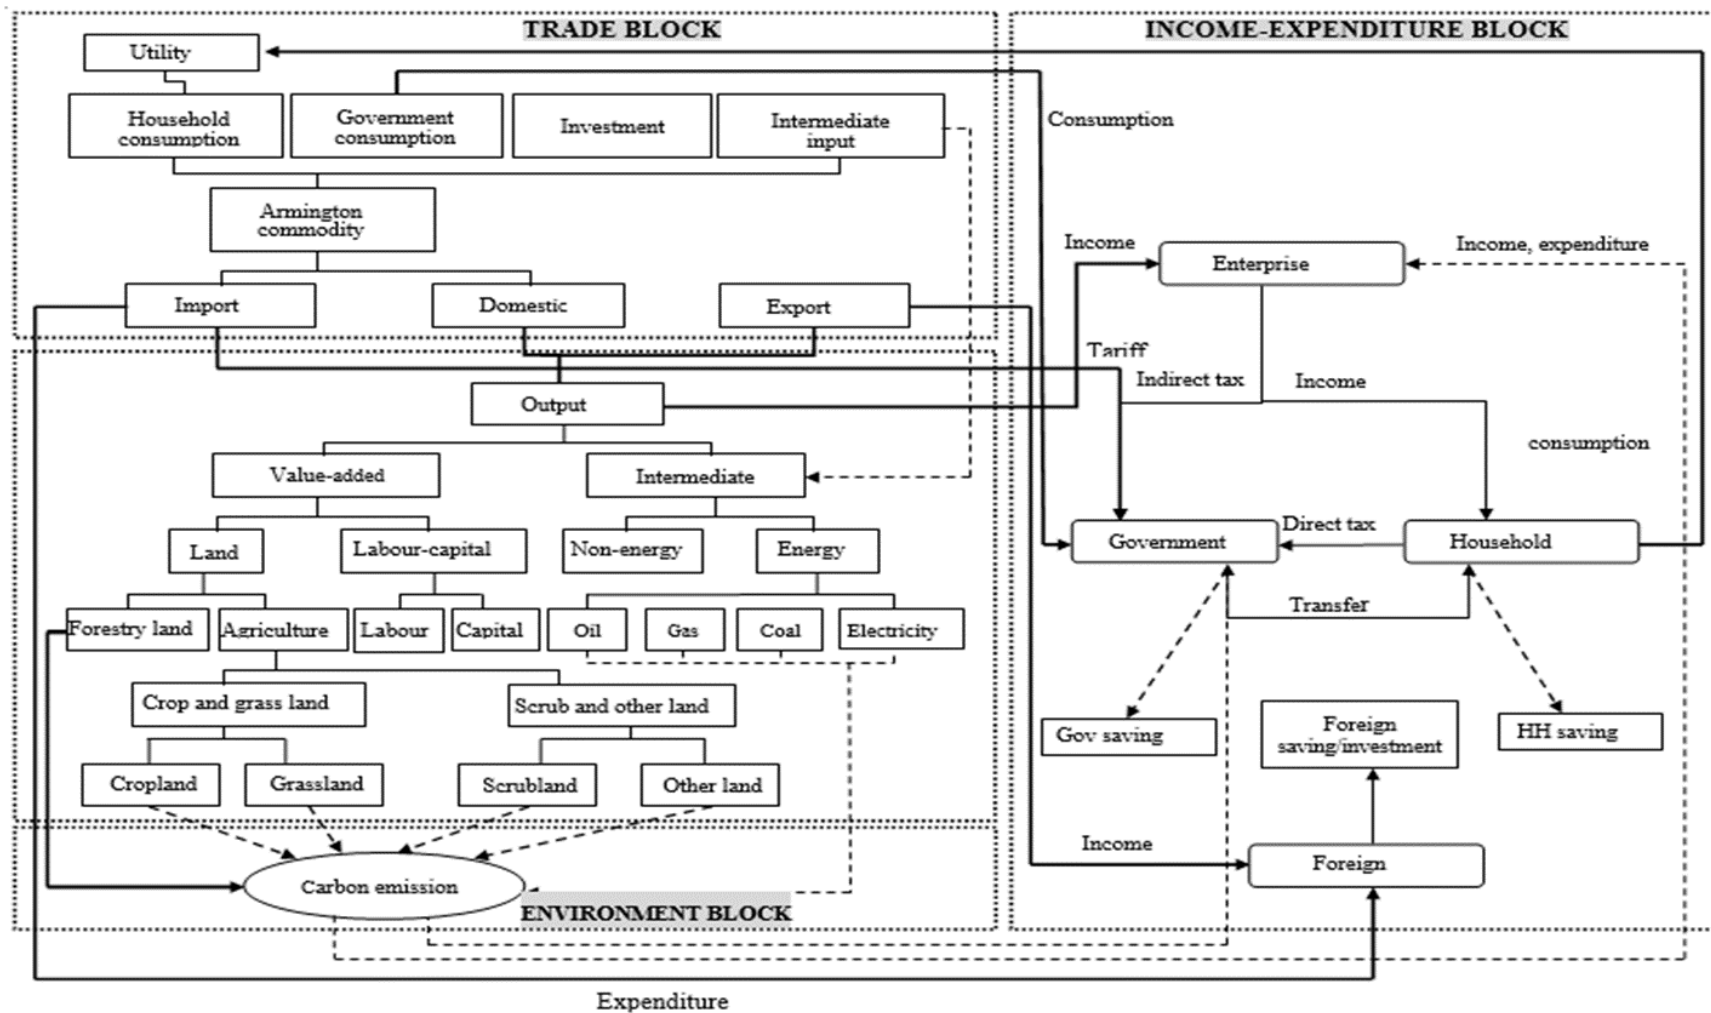 TRADE BLOCK
INCOME-EXPENDITURE BLOCK
Utility
Household
consumption
Government
consumption
Investment
Intermediate
input
Consumption
Armington
commodity
Income
Enterprise
Income, expenditure
Import
Domestic
Export
Tariff
Indirect tax
Income
Output
consumption
Value-added
Intermediate
Land
Labour-capital
Non-energy
Energy
Government
Direct tax
Household
Transfer
Forestry land
Agriculture
Labour
Capital
Oil
Gas
Coal
Electricity
Crop and grass land
Scrub and other land
Gov saving
Foreign
saving/investment
HH saving
Cropland
Grassland
Scrubland
Other land
Income
Foreign
Carbon emission
ENVIRONMENT BLOCK
Expenditure